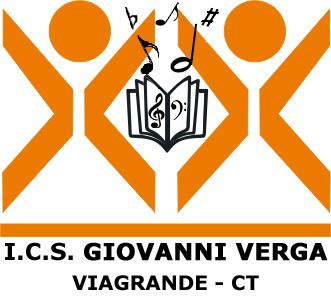 I.C.S. GIOVANNI VERGA
VIAGRANDE - CT